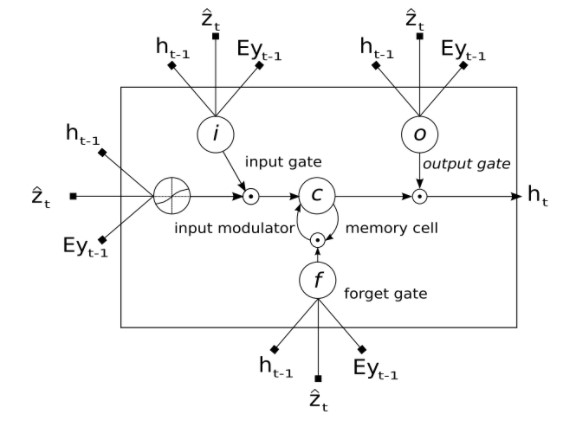 ẑₜ
hₜ₋₁
Eyₜ₋₁
i
input gate
ẑₜ
hₜ₋₁
Eyₜ₋₁
o
output gate
hₜ₋₁
ẑₜ
Eyₜ₋₁
input modulator
c
memory cell
hₜ
f
forget gate
hₜ₋₁
ẑₜ
Eyₜ₋₁